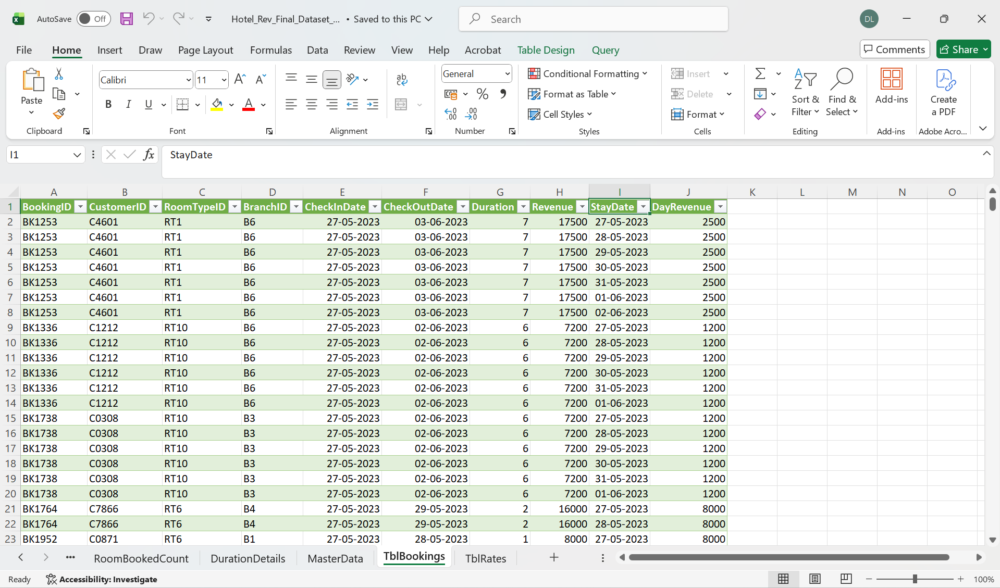 AutoSave Off Hotel_Rev_Final_Dataset_... • Saved to this PC Search DL
File Home Insert Draw Page Layout Formulas Data Review View Help Acrobat Table Design Query Comments Share
Paste
Clipboard
Calibri 11
B I U A
Font
ab
Alignment
General
% 9
Number
Conditional Formatting
Format as Table
Cell Styles
Styles
Insert
Delete
Format
Cells
Sort & Filter
Find & Select
Editing
Add-ins
Add-ins
Create a PDF
Adobe Acro...
I1 fx StayDate
A B C D E F G H I J K L M N O
1 BookingID CustomerID RoomTypeID BranchID CheckInDate CheckOutDate Duration Revenue StayDate DayRevenue
2 BK1253 C4601 RT1 B6 27-05-2023 03-06-2023 7 17500 27-05-2023 2500
3 BK1253 C4601 RT1 B6 27-05-2023 03-06-2023 7 17500 28-05-2023 2500
4 BK1253 C4601 RT1 B6 27-05-2023 03-06-2023 7 17500 29-05-2023 2500
5 BK1253 C4601 RT1 B6 27-05-2023 03-06-2023 7 17500 30-05-2023 2500
6 BK1253 C4601 RT1 B6 27-05-2023 03-06-2023 7 17500 31-05-2023 2500
7 BK1253 C4601 RT1 B6 27-05-2023 03-06-2023 7 17500 01-06-2023 2500
8 BK1253 C4601 RT1 B6 27-05-2023 03-06-2023 7 17500 02-06-2023 2500
9 BK1336 C1212 RT10 B6 27-05-2023 02-06-2023 6 7200 27-05-2023 1200
10 BK1336 C1212 RT10 B6 27-05-2023 02-06-2023 6 7200 28-05-2023 1200
11 BK1336 C1212 RT10 B6 27-05-2023 02-06-2023 6 7200 29-05-2023 1200
12 BK1336 C1212 RT10 B6 27-05-2023 02-06-2023 6 7200 30-05-2023 1200
13 BK1336 C1212 RT10 B6 27-05-2023 02-06-2023 6 7200 31-05-2023 1200
14 BK1336 C1212 RT10 B6 27-05-2023 02-06-2023 6 7200 01-06-2023 1200
15 BK1738 C0308 RT10 B3 27-05-2023 02-06-2023 6 7200 27-05-2023 1200
16 BK1738 C0308 RT10 B3 27-05-2023 02-06-2023 6 7200 28-05-2023 1200
17 BK1738 C0308 RT10 B3 27-05-2023 02-06-2023 6 7200 29-05-2023 1200
18 BK1738 C0308 RT10 B3 27-05-2023 02-06-2023 6 7200 30-05-2023 1200
19 BK1738 C0308 RT10 B3 27-05-2023 02-06-2023 6 7200 31-05-2023 1200
20 BK1738 C0308 RT10 B3 27-05-2023 02-06-2023 6 7200 01-06-2023 1200
21 BK1764 C7866 RT6 B4 27-05-2023 29-05-2023 2 16000 27-05-2023 8000
22 BK1764 C7866 RT6 B4 27-05-2023 29-05-2023 2 16000 28-05-2023 8000
23 BK1952 C0871 RT6 B1 27-05-2023 28-05-2023 1 8000 27-05-2023 8000
RoomBookedCount DurationDetails MasterData TblBookings TblRates
Ready Accessibility: Investigate 100%